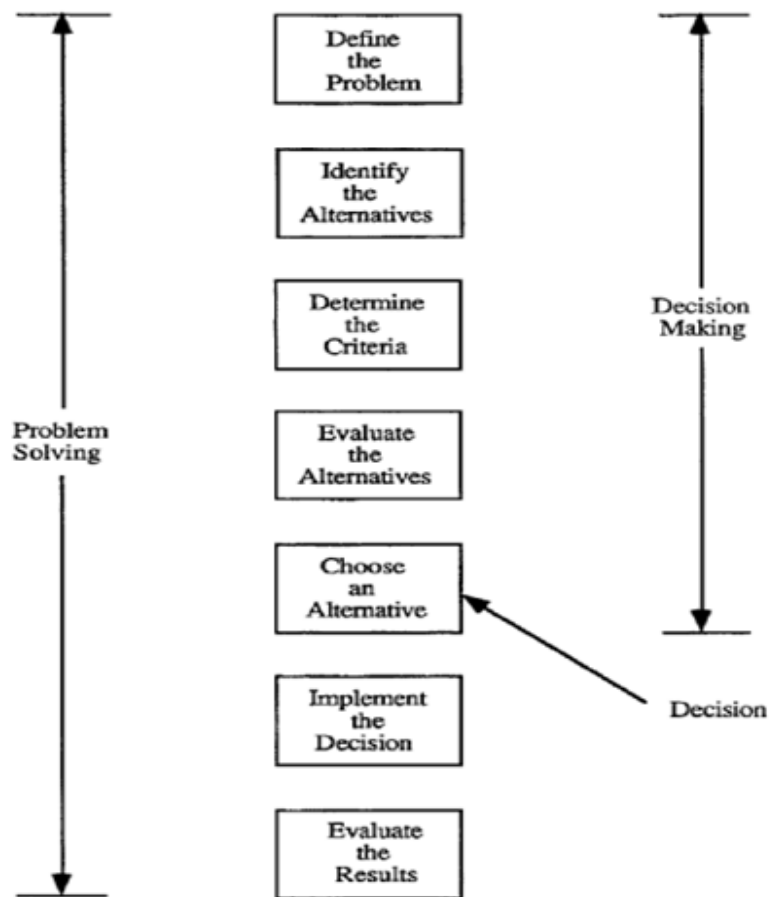 Define
the
Problem
Identify
the
Alternatives
Determine
the
Criteria
Decision
Making
Evaluate
the
Alternatives
Problem
Solving
Choose
an
Alternative
Implement
the
Decision
Decision
Evaluate
the
Results